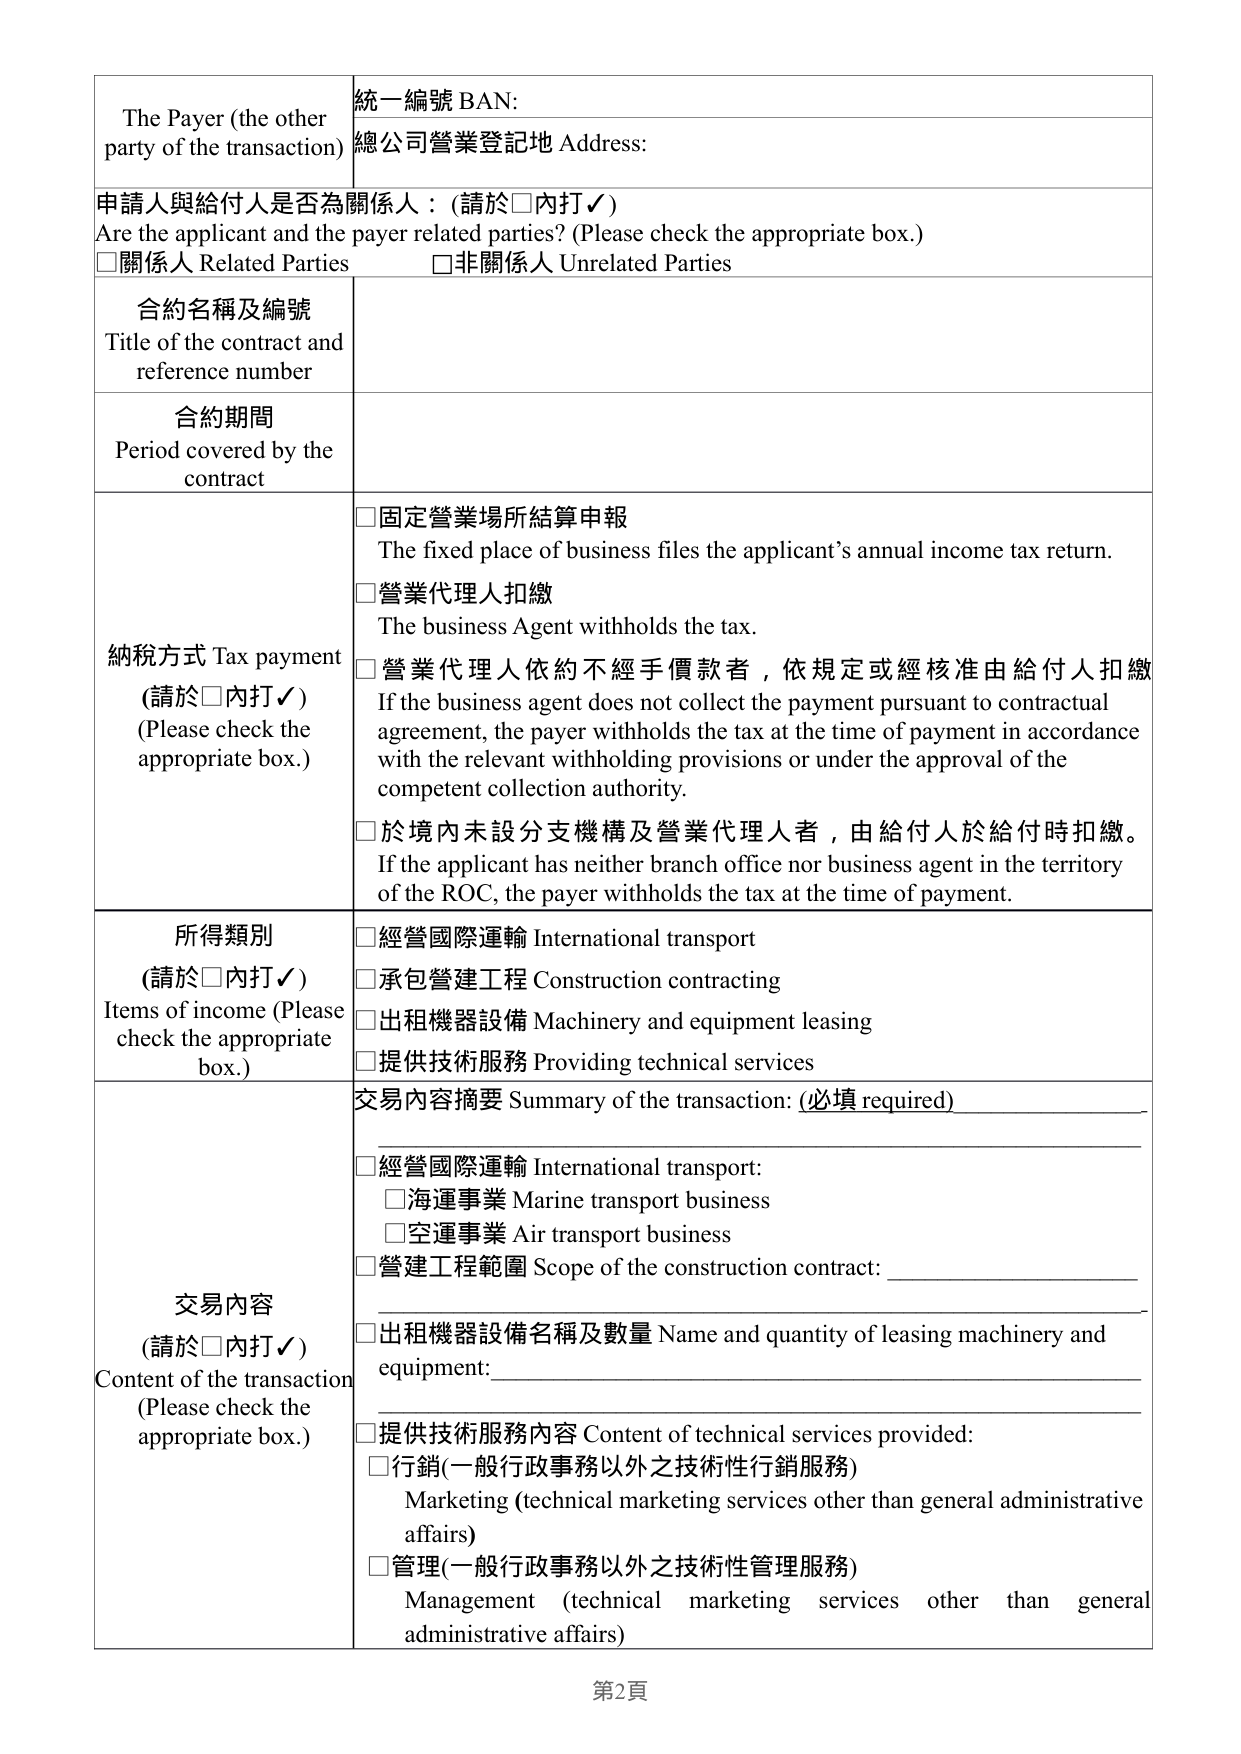 The Payer (the other
party of the transaction)
統一編號 BAN:
總公司營業登記地 Address:
申請人與給付人是否為關係人： (請於□內打✓)
Are the applicant and the payer related parties? (Please check the appropriate box.)
□關係人 Related Parties □非關係人 Unrelated Parties
合約名稱及編號
Title of the contract and
reference number
合約期間
Period covered by the
contract
納稅方式 Tax payment
(請於□內打✓)
(Please check the
appropriate box.)
□固定營業場所結算申報
The fixed place of business files the applicant’s annual income tax return.
□營業代理人扣繳
The business Agent withholds the tax.
□營業代理人依約不經手價款者，依規定或經核准由給付人扣繳
If the business agent does not collect the payment pursuant to contractual
agreement, the payer withholds the tax at the time of payment in accordance
with the relevant withholding provisions or under the approval of the
competent collection authority.
□於境內未設分支機構及營業代理人者，由給付人於給付時扣繳。
If the applicant has neither branch office nor business agent in the territory
of the ROC, the payer withholds the tax at the time of payment.
所得類別
(請於□內打✓)
Items of income (Please
check the appropriate
box.)
□經營國際運輸 International transport
□承包營建工程 Construction contracting
□出租機器設備 Machinery and equipment leasing
□提供技術服務 Providing technical services
交易內容
(請於□內打✓)
Content of the transaction
(Please check the
appropriate box.)
交易內容摘要 Summary of the transaction: (必填 required)________________
______________________________________________________________
□經營國際運輸 International transport:
□海運事業 Marine transport business
□空運事業 Air transport business
□營建工程範圍 Scope of the construction contract: ____________________
______________________________________________________________
□出租機器設備名稱及數量 Name and quantity of leasing machinery and
equipment:_____________________________________________________
______________________________________________________________
□提供技術服務內容 Content of technical services provided:
□行銷(一般行政事務以外之技術性行銷服務)
Marketing (technical marketing services other than general administrative
affairs)
□管理(一般行政事務以外之技術性管理服務)
Management (technical marketing services other than general
administrative affairs)
第2頁